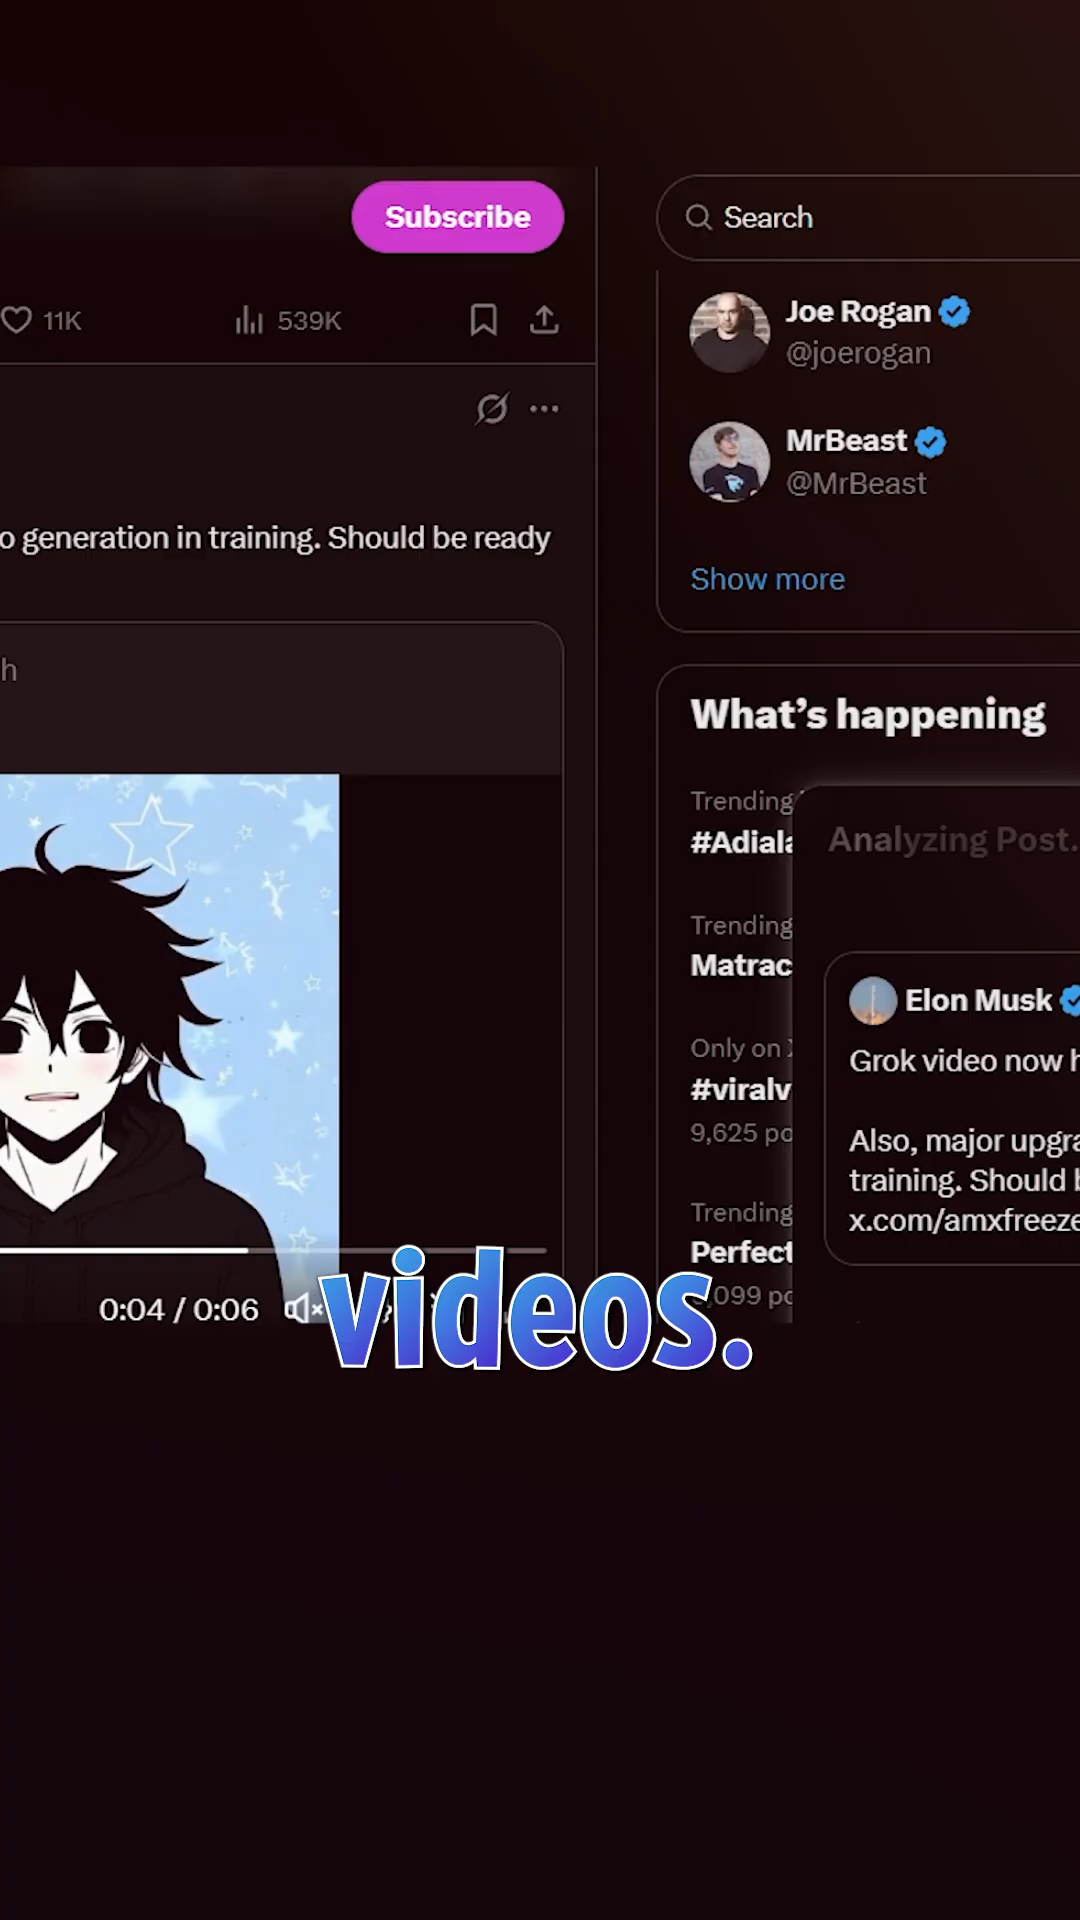 Subscribe
Search
11K
539K
Joe Rogan
@joerogan
MrBeast
@MrBeast
generation in training. Should be ready
Show more
h
What's happening
Trending
#Adiala
Trending
Matrac
Only on
#viralv
9,625 po
Trending
Perfect
,099 po
Analyzing Post.
Elon Musk
Grok video now h
Also, major upgra
training. Should b
x.com/amxfreeze
0:04 / 0:06
videos.